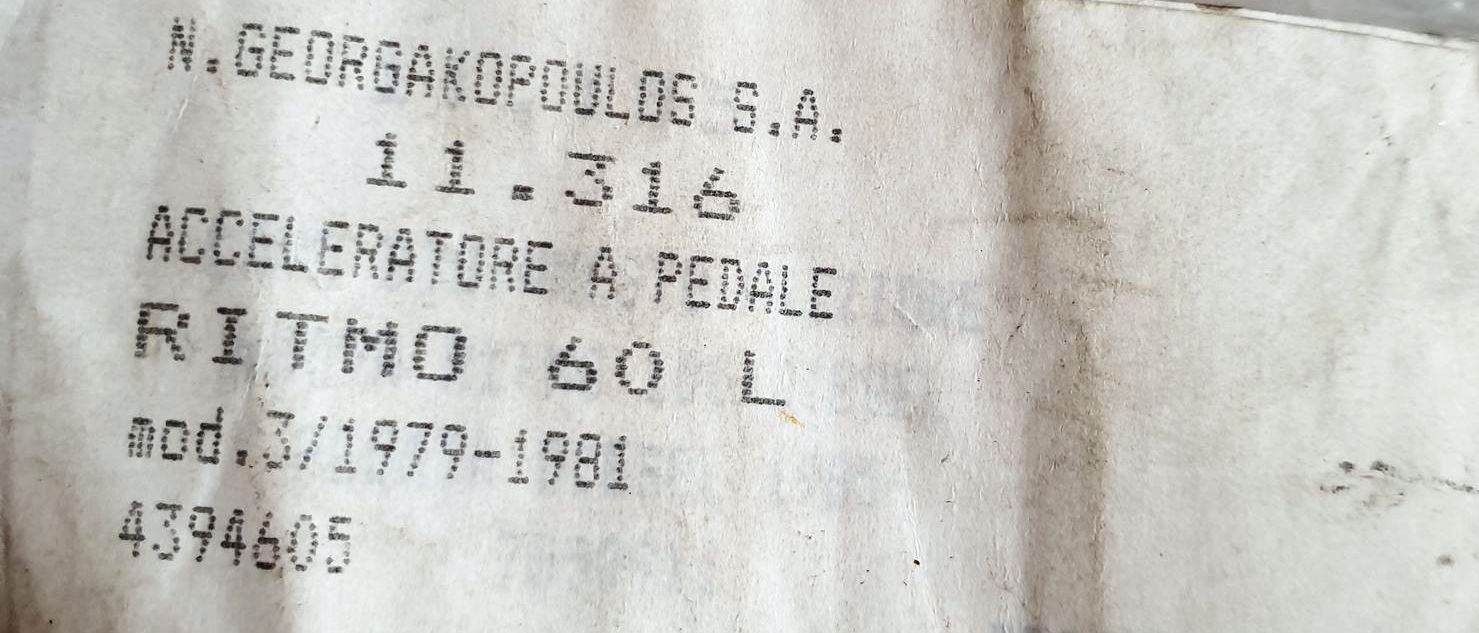 N.GEORGAKOPOULOS S.A.
11.316
ACCELERATORE A PEDALE
RITMO 60 L
mod.3/1979-1981
4394605